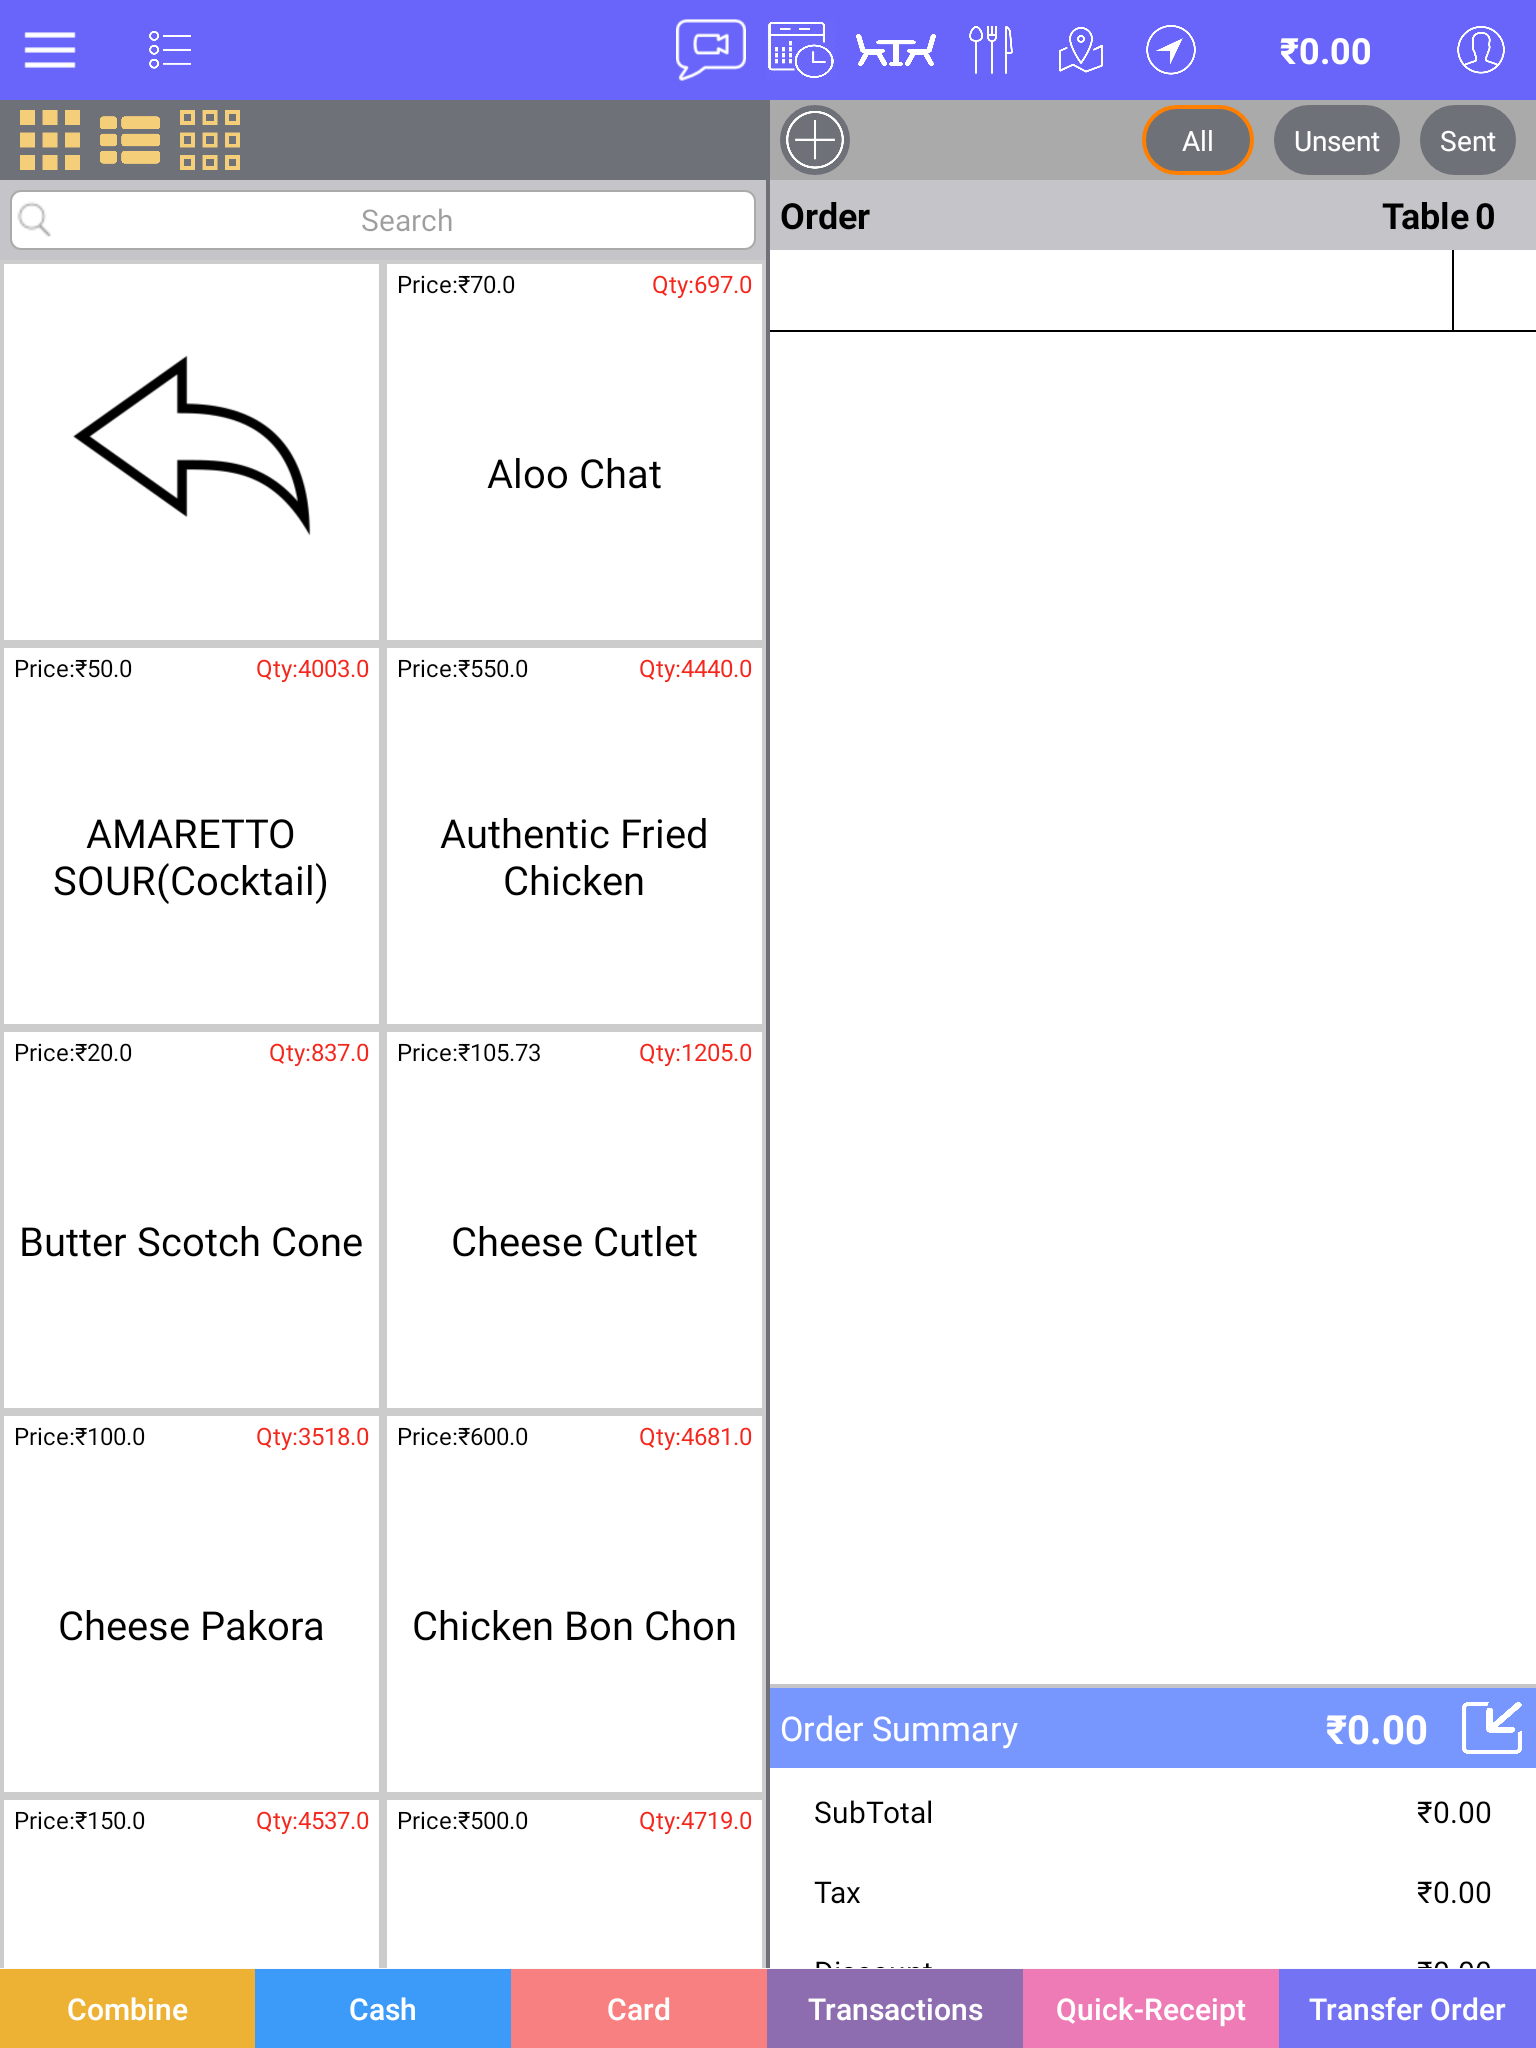 ₹0.00
All
Unsent
Sent
Search
Order
Table 0
Price:₹70.0
Qty:697.0
Aloo Chat
Price:₹50.0
Qty:4003.0
Price:₹550.0
Qty:4440.0
AMARETTO
SOUR(Cocktail)
Authentic Fried
Chicken
Price:₹20.0
Qty:837.0
Price:₹105.73
Qty:1205.0
Butter Scotch Cone
Cheese Cutlet
Price:₹100.0
Qty:3518.0
Price:₹600.0
Qty:4681.0
Cheese Pakora
Chicken Bon Chon
Price:₹150.0
Qty:4537.0
Price:₹500.0
Qty:4719.0
Order Summary
₹0.00
SubTotal
₹0.00
Tax
₹0.00
Discount
₹0.00
Combine
Cash
Card
Transactions
Quick-Receipt
Transfer Order